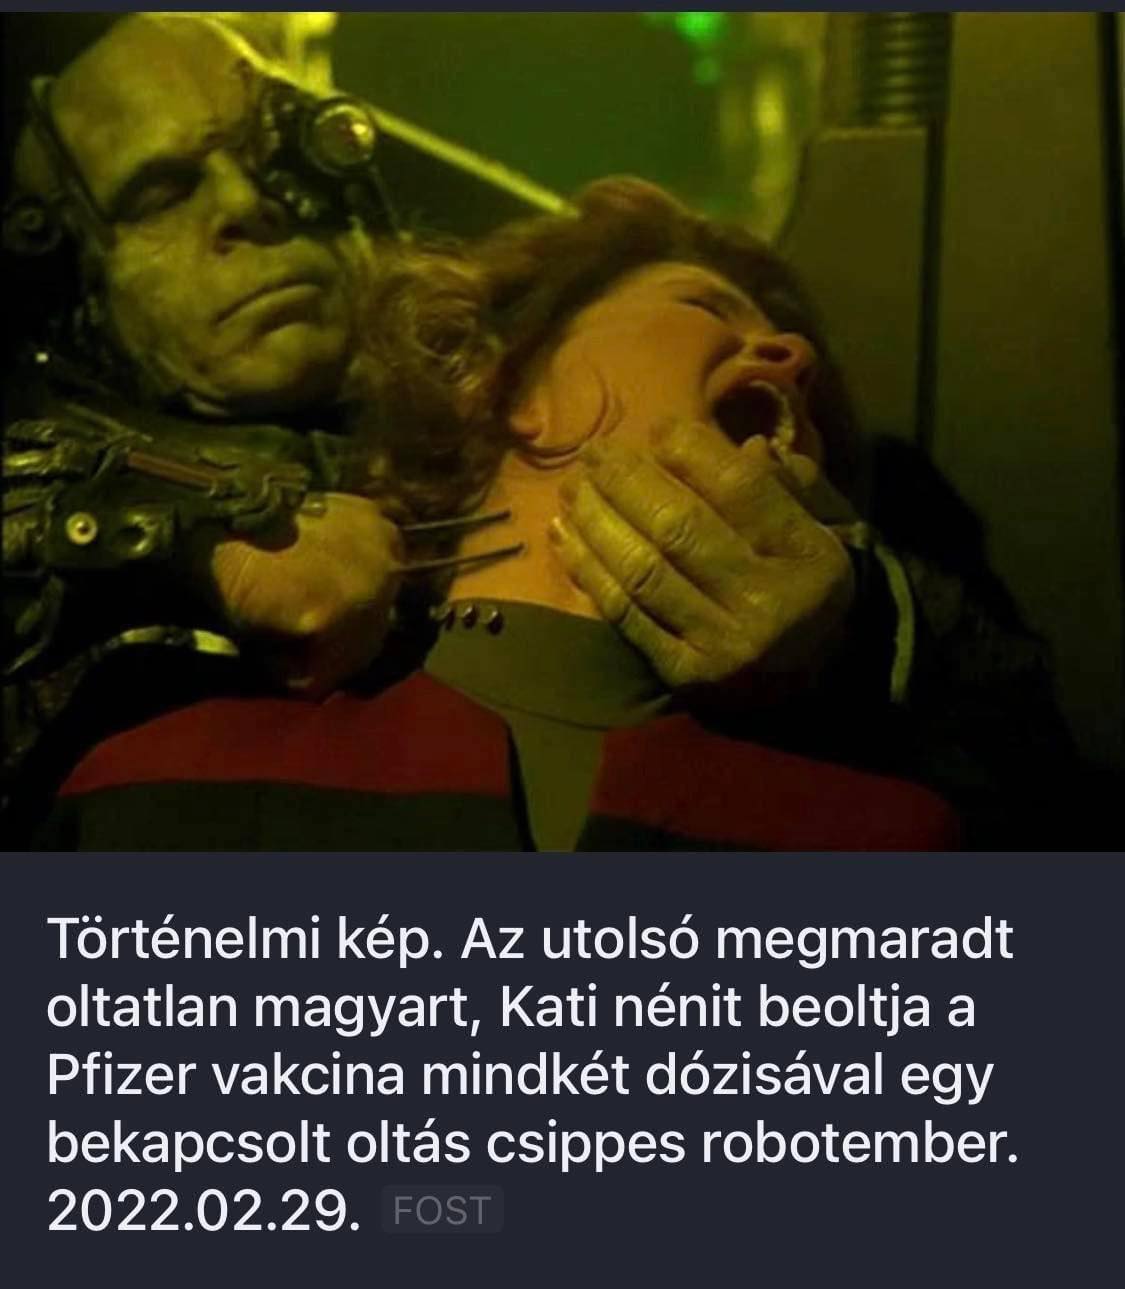 Történelmi kép. Az utolsó megmaradt
oltatlan magyart, Kati nénit beoltja a
Pfizer vakcina mindkét dózisával egy
bekapcsolt oltás csippes robotember.
2022.02.29. FOST